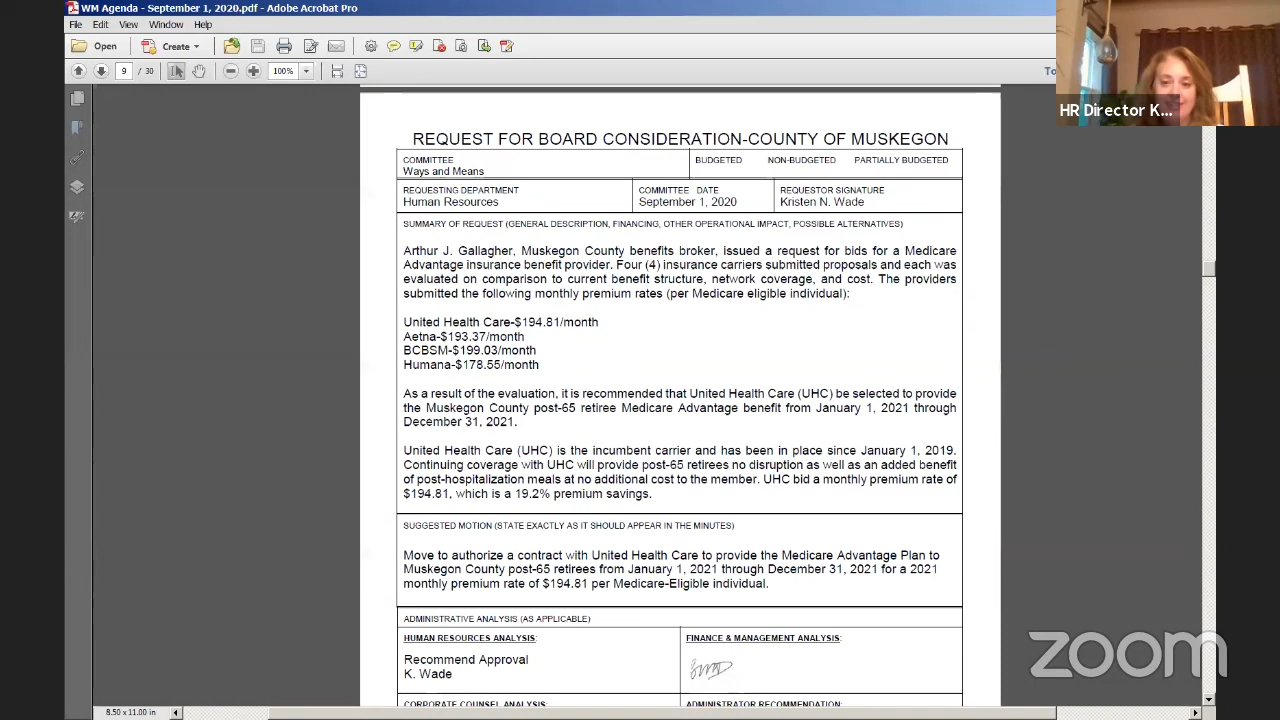 WM Agenda - September 1, 2020.pdf - Adobe Acrobat Pro
File Edit View Window Help
Open Create
9 / 30 100% To
HR Director K...
REQUEST FOR BOARD CONSIDERATION-COUNTY OF MUSKEGON
COMMITTEE
Ways and Means
BUDGETED NON-BUDGETED PARTIALLY BUDGETED
REQUESTING DEPARTMENT
Human Resources
COMMITTEE DATE
September 1, 2020
REQUESTOR SIGNATURE
Kristen N. Wade
SUMMARY OF REQUEST (GENERAL DESCRIPTION, FINANCING, OTHER OPERATIONAL IMPACT, POSSIBLE ALTERNATIVES)
Arthur J. Gallagher, Muskegon County benefits broker, issued a request for bids for a Medicare
Advantage insurance benefit provider. Four (4) insurance carriers submitted proposals and each was
evaluated on comparison to current benefit structure, network coverage, and cost. The providers
submitted the following monthly premium rates (per Medicare eligible individual):
United Health Care-$194.81/month
Aetna-$193.37/month
BCBSM-$199.03/month
Humana-$178.55/month
As a result of the evaluation, it is recommended that United Health Care (UHC) be selected to provide
the Muskegon County post-65 retiree Medicare Advantage benefit from January 1, 2021 through
December 31, 2021.
United Health Care (UHC) is the incumbent carrier and has been in place since January 1, 2019.
Continuing coverage with UHC will provide post-65 retirees no disruption as well as an added benefit
of post-hospitalization meals at no additional cost to the member. UHC bid a monthly premium rate of
$194.81, which is a 19.2% premium savings.
SUGGESTED MOTION (STATE EXACTLY AS IT SHOULD APPEAR IN THE MINUTES)
Move to authorize a contract with United Health Care to provide the Medicare Advantage Plan to
Muskegon County post-65 retirees from January 1, 2021 through December 31, 2021 for a 2021
monthly premium rate of $194.81 per Medicare-Eligible individual.
ADMINISTRATIVE ANALYSIS (AS APPLICABLE)
HUMAN RESOURCES ANALYSIS:
Recommend Approval
K. Wade
FINANCE & MANAGEMENT ANALYSIS:
CORPORATE COUNSEL ANALYSIS:
ADMINISTRATOR RECOMMENDATION:
zoom
8.50 x 11.00 in